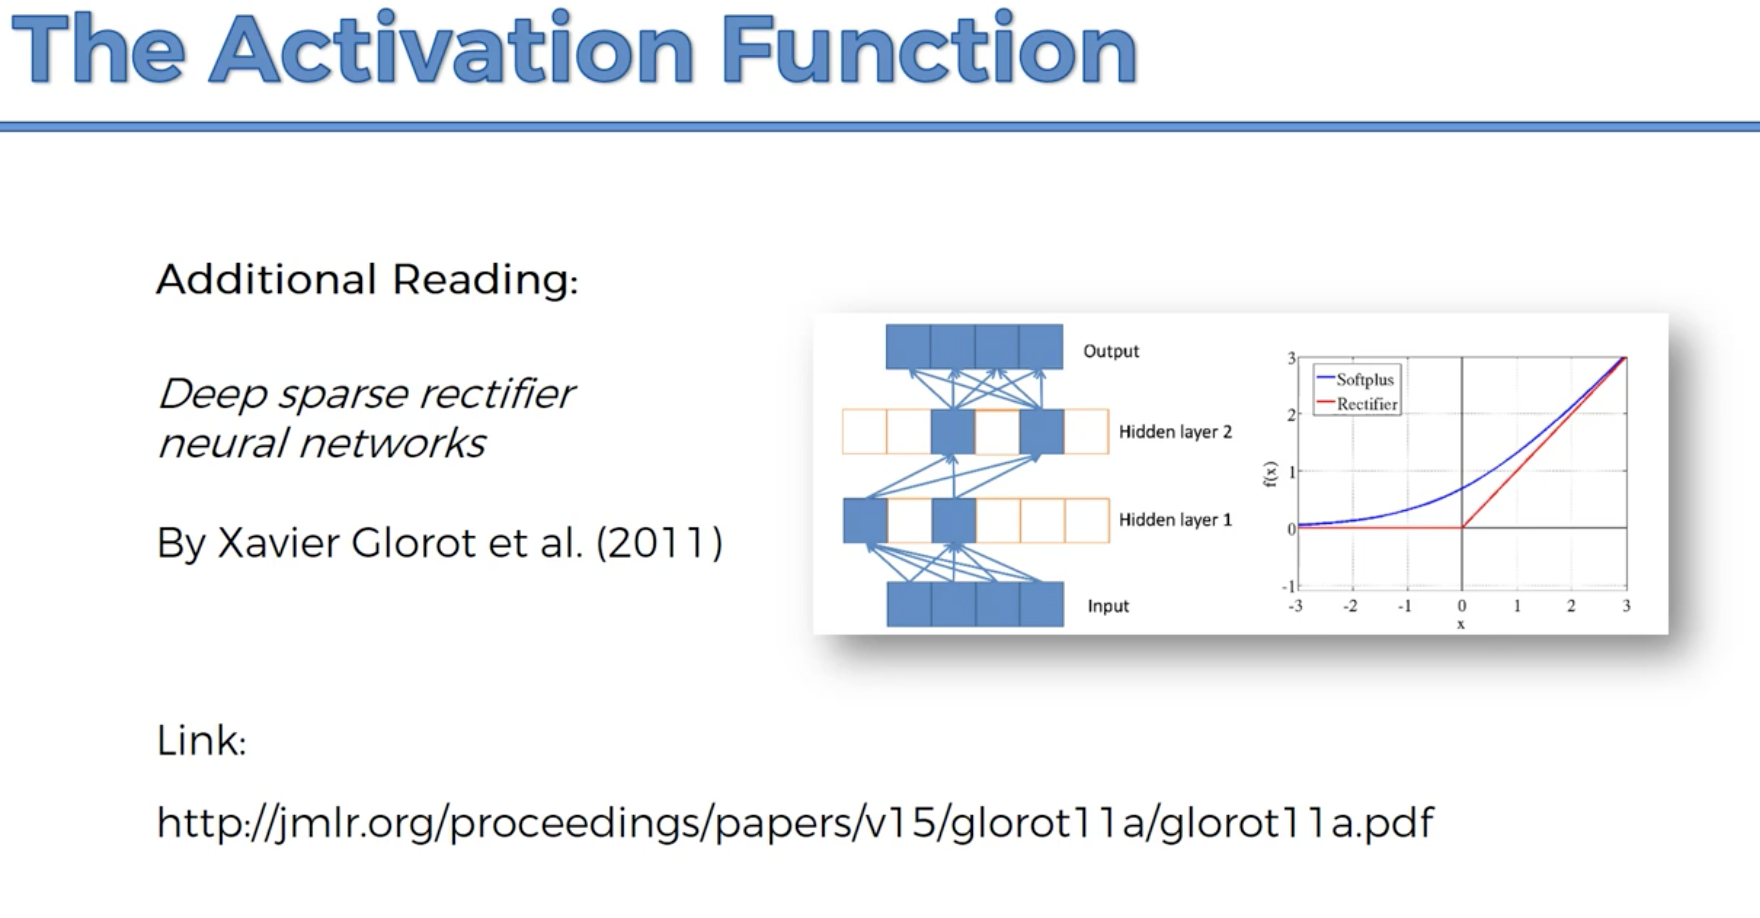 The Activation Function
Additional Reading:
Deep sparse rectifier
neural networks
By Xavier Glorot et al. (2011)
Output
Hidden layer 2
Hidden layer 1
Input
Softplus
Rectifier
3
2
1
0
-1
f(x)
-3 -2 -1 0 1 2 3
x
Link:
http://jmlr.org/proceedings/papers/v15/glorot11a/glorot11a.pdf